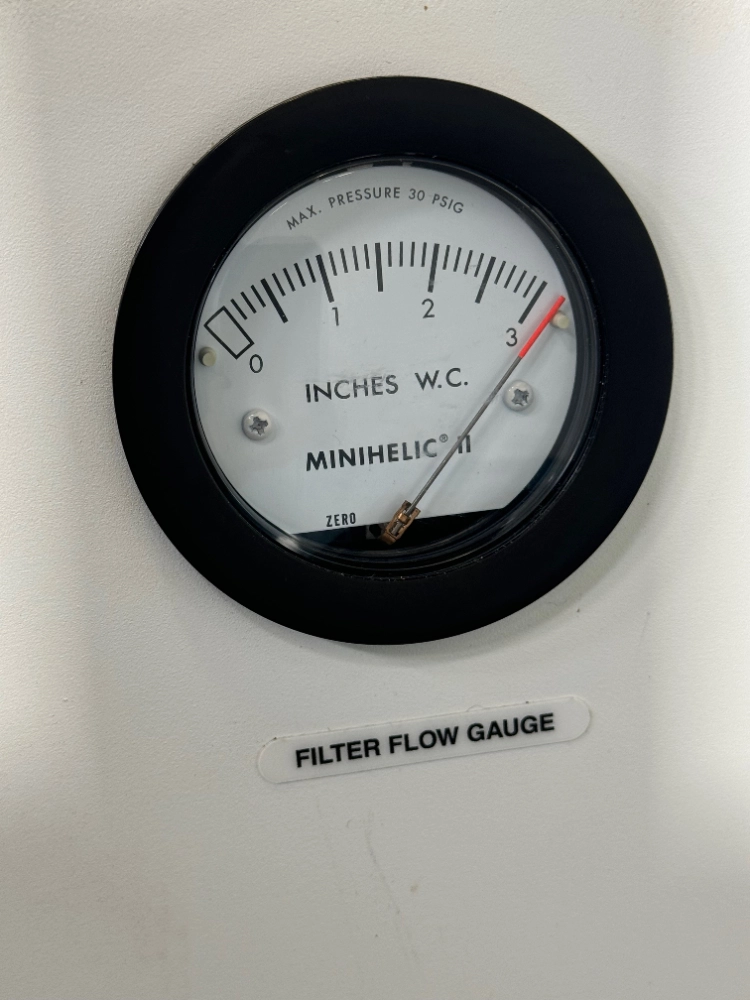 MAX. PRESSURE 30 PSIG
0 1 2 3
INCHES W.C.
MINIHELIC® II
ZERO
FILTER FLOW GAUGE